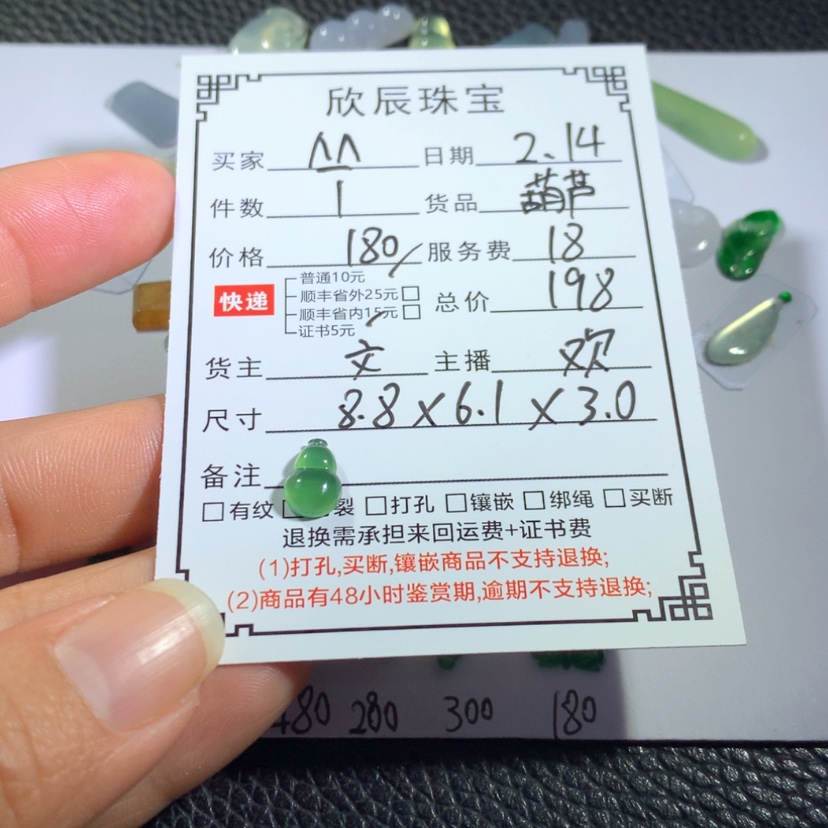 欣辰珠宝
买家 M 日期 2.14
件数 1 货品 葫芦
价格 180 服务费 18
快递 普通10元
顺丰省外25元□ 总价 198
顺丰省内15元□
证书5元
货主 文 主播 欢
尺寸 8.8×6.1×3.0
备注
□有纹 裂 □打孔 □镶嵌 □绑绳 □买断
退换需承担来回运费+证书费
(1)打孔,买断,镶嵌商品不支持退换;
(2)商品有48小时鉴赏期,逾期不支持退换;
480 280 300 180